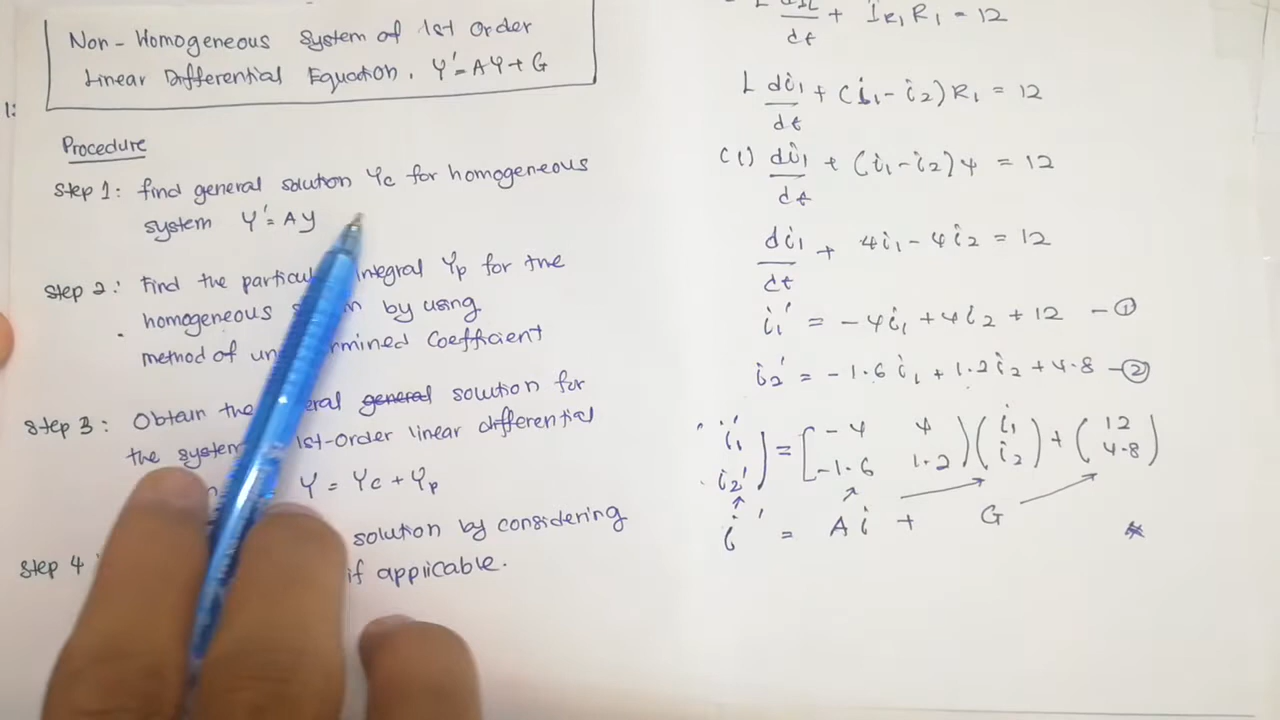 Non-Homogeneous System of 1st Order
Linear Differential Equation. Y' = AY + G
1:
Procedure
Step 1: find general solution Yc for homogeneous
system Y' = AY
Step 2: Find the particul integral Yp for the
homogeneous by using
method of un rmined Coefficient
Step 3: Obtain the eral general solution for
the system 1st-order linear differential
Y = Yc + Yp
Step 4 solution by considering
if applicable.
dt + I_R1 R1 = 12
L di1/dt + (i1 - i2) R1 = 12
(1) di1/dt + (i1 - i2) 4 = 12
di1/dt + 4i1 - 4i2 = 12
i1' = -4i1 + 4i2 + 12 - ①
i2' = -1.6 i1 + 1.2 i2 + 4.8 - ②
(i1' i2') = [-4 4 -1.6 1.2) (i1 i2) + (12 4.8)
i' = Ai + G